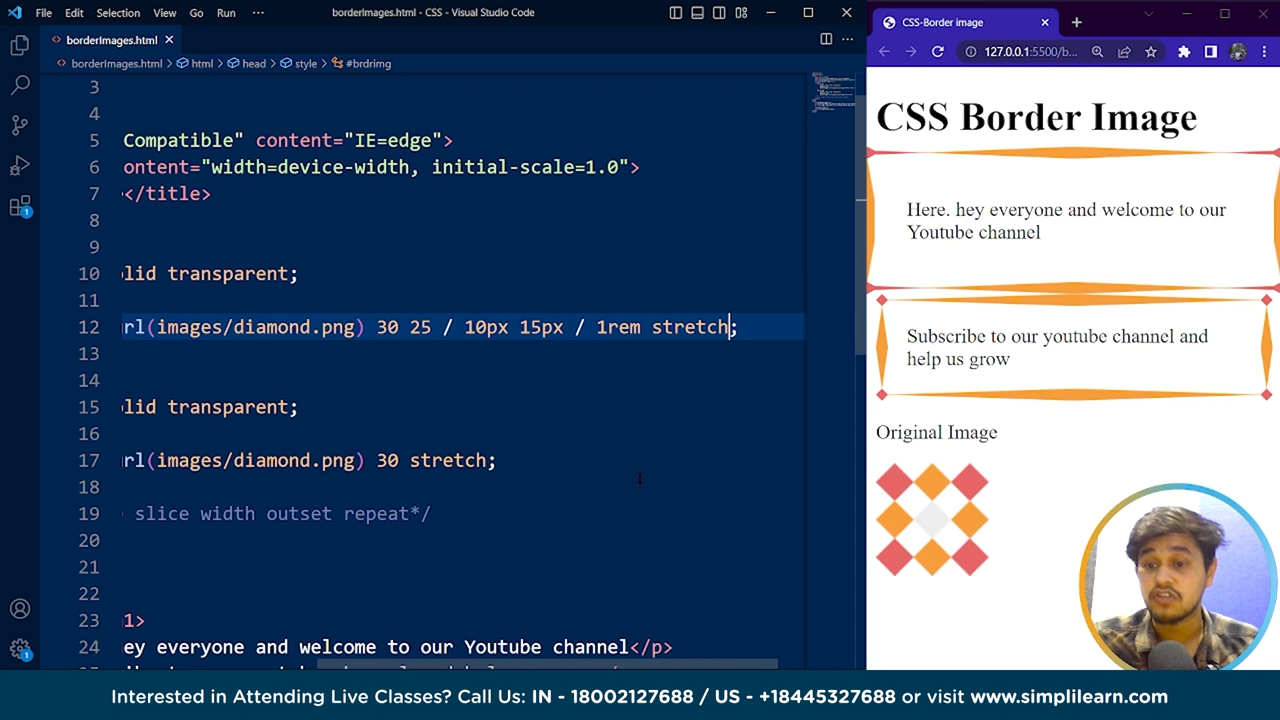 File Edit Selection View Go Run ···
borderImages.html - CSS - Visual Studio Code
borderImages.html
borderImages.html > html > head > style > #brdrimg
3
4
5 Compatible" content="IE=edge">
6 ontent="width=device-width, initial-scale=1.0">
7 </title>
8
9
10 lid transparent;
11
12 rl(images/diamond.png) 30 25 / 10px 15px / 1rem stretch;
13
14
15 lid transparent;
16
17 rl(images/diamond.png) 30 stretch;
18
19 slice width outset repeat*/
20
21
22
23 1>
24 ey everyone and welcome to our Youtube channel</p>
1
1
CSS-Border image
127.0.0.1:5500/b...
CSS Border Image
Here. hey everyone and welcome to our
Youtube channel
Subscribe to our youtube channel and
help us grow
Original Image
Interested in Attending Live Classes? Call Us: IN - 18002127688 / US - +18445327688 or visit www.simplilearn.com